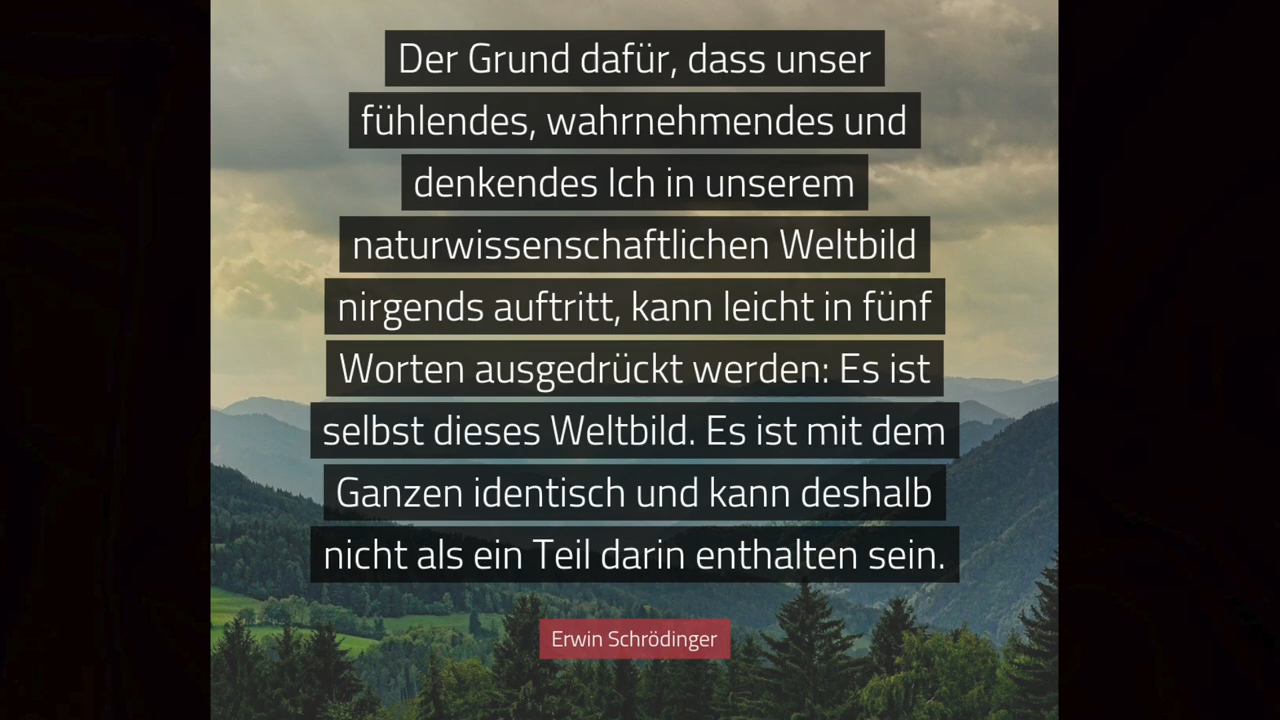 Der Grund dafür, dass unser
fühlendes, wahrnehmendes und
denkendes Ich in unserem
naturwissenschaftlichen Weltbild
nirgends auftritt, kann leicht in fünf
Worten ausgedrückt werden: Es ist
selbst dieses Weltbild. Es ist mit dem
Ganzen identisch und kann deshalb
nicht als ein Teil darin enthalten sein.
Erwin Schrödinger